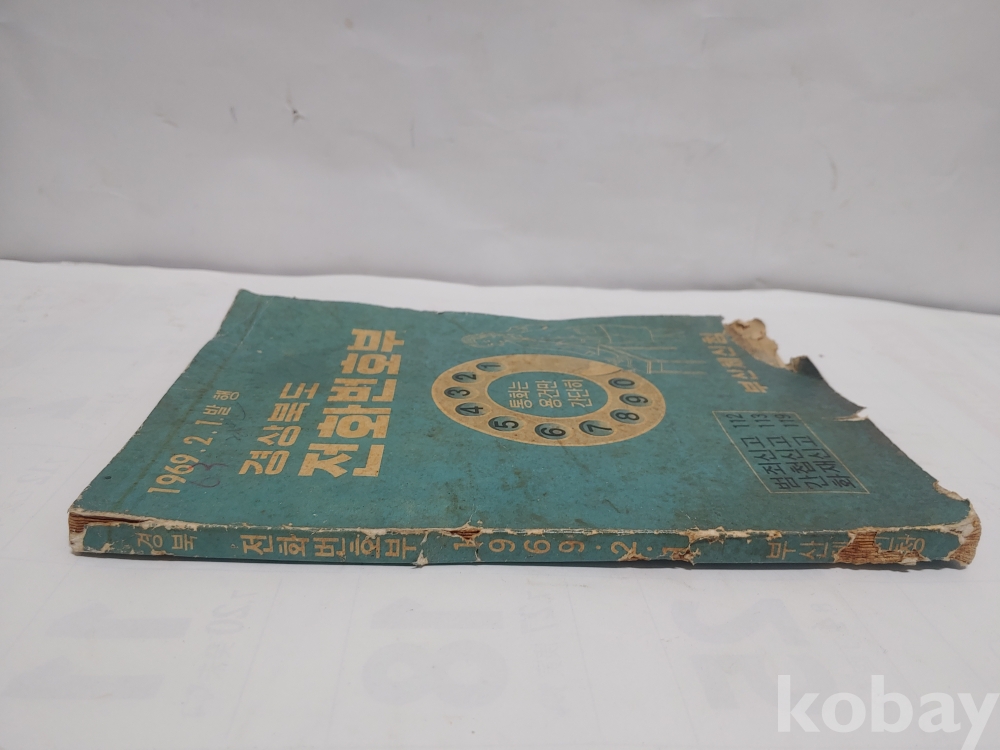 1969.2.1 발행
경상북도
전화번호부
1
2
3
4
5
6
7
8
9
0
통화는
용건만
간단히
부산체신청
범죄신고 112
간첩신고 113
화재신고 119
경북 전화번호부 1969.2.1 부산
kobay